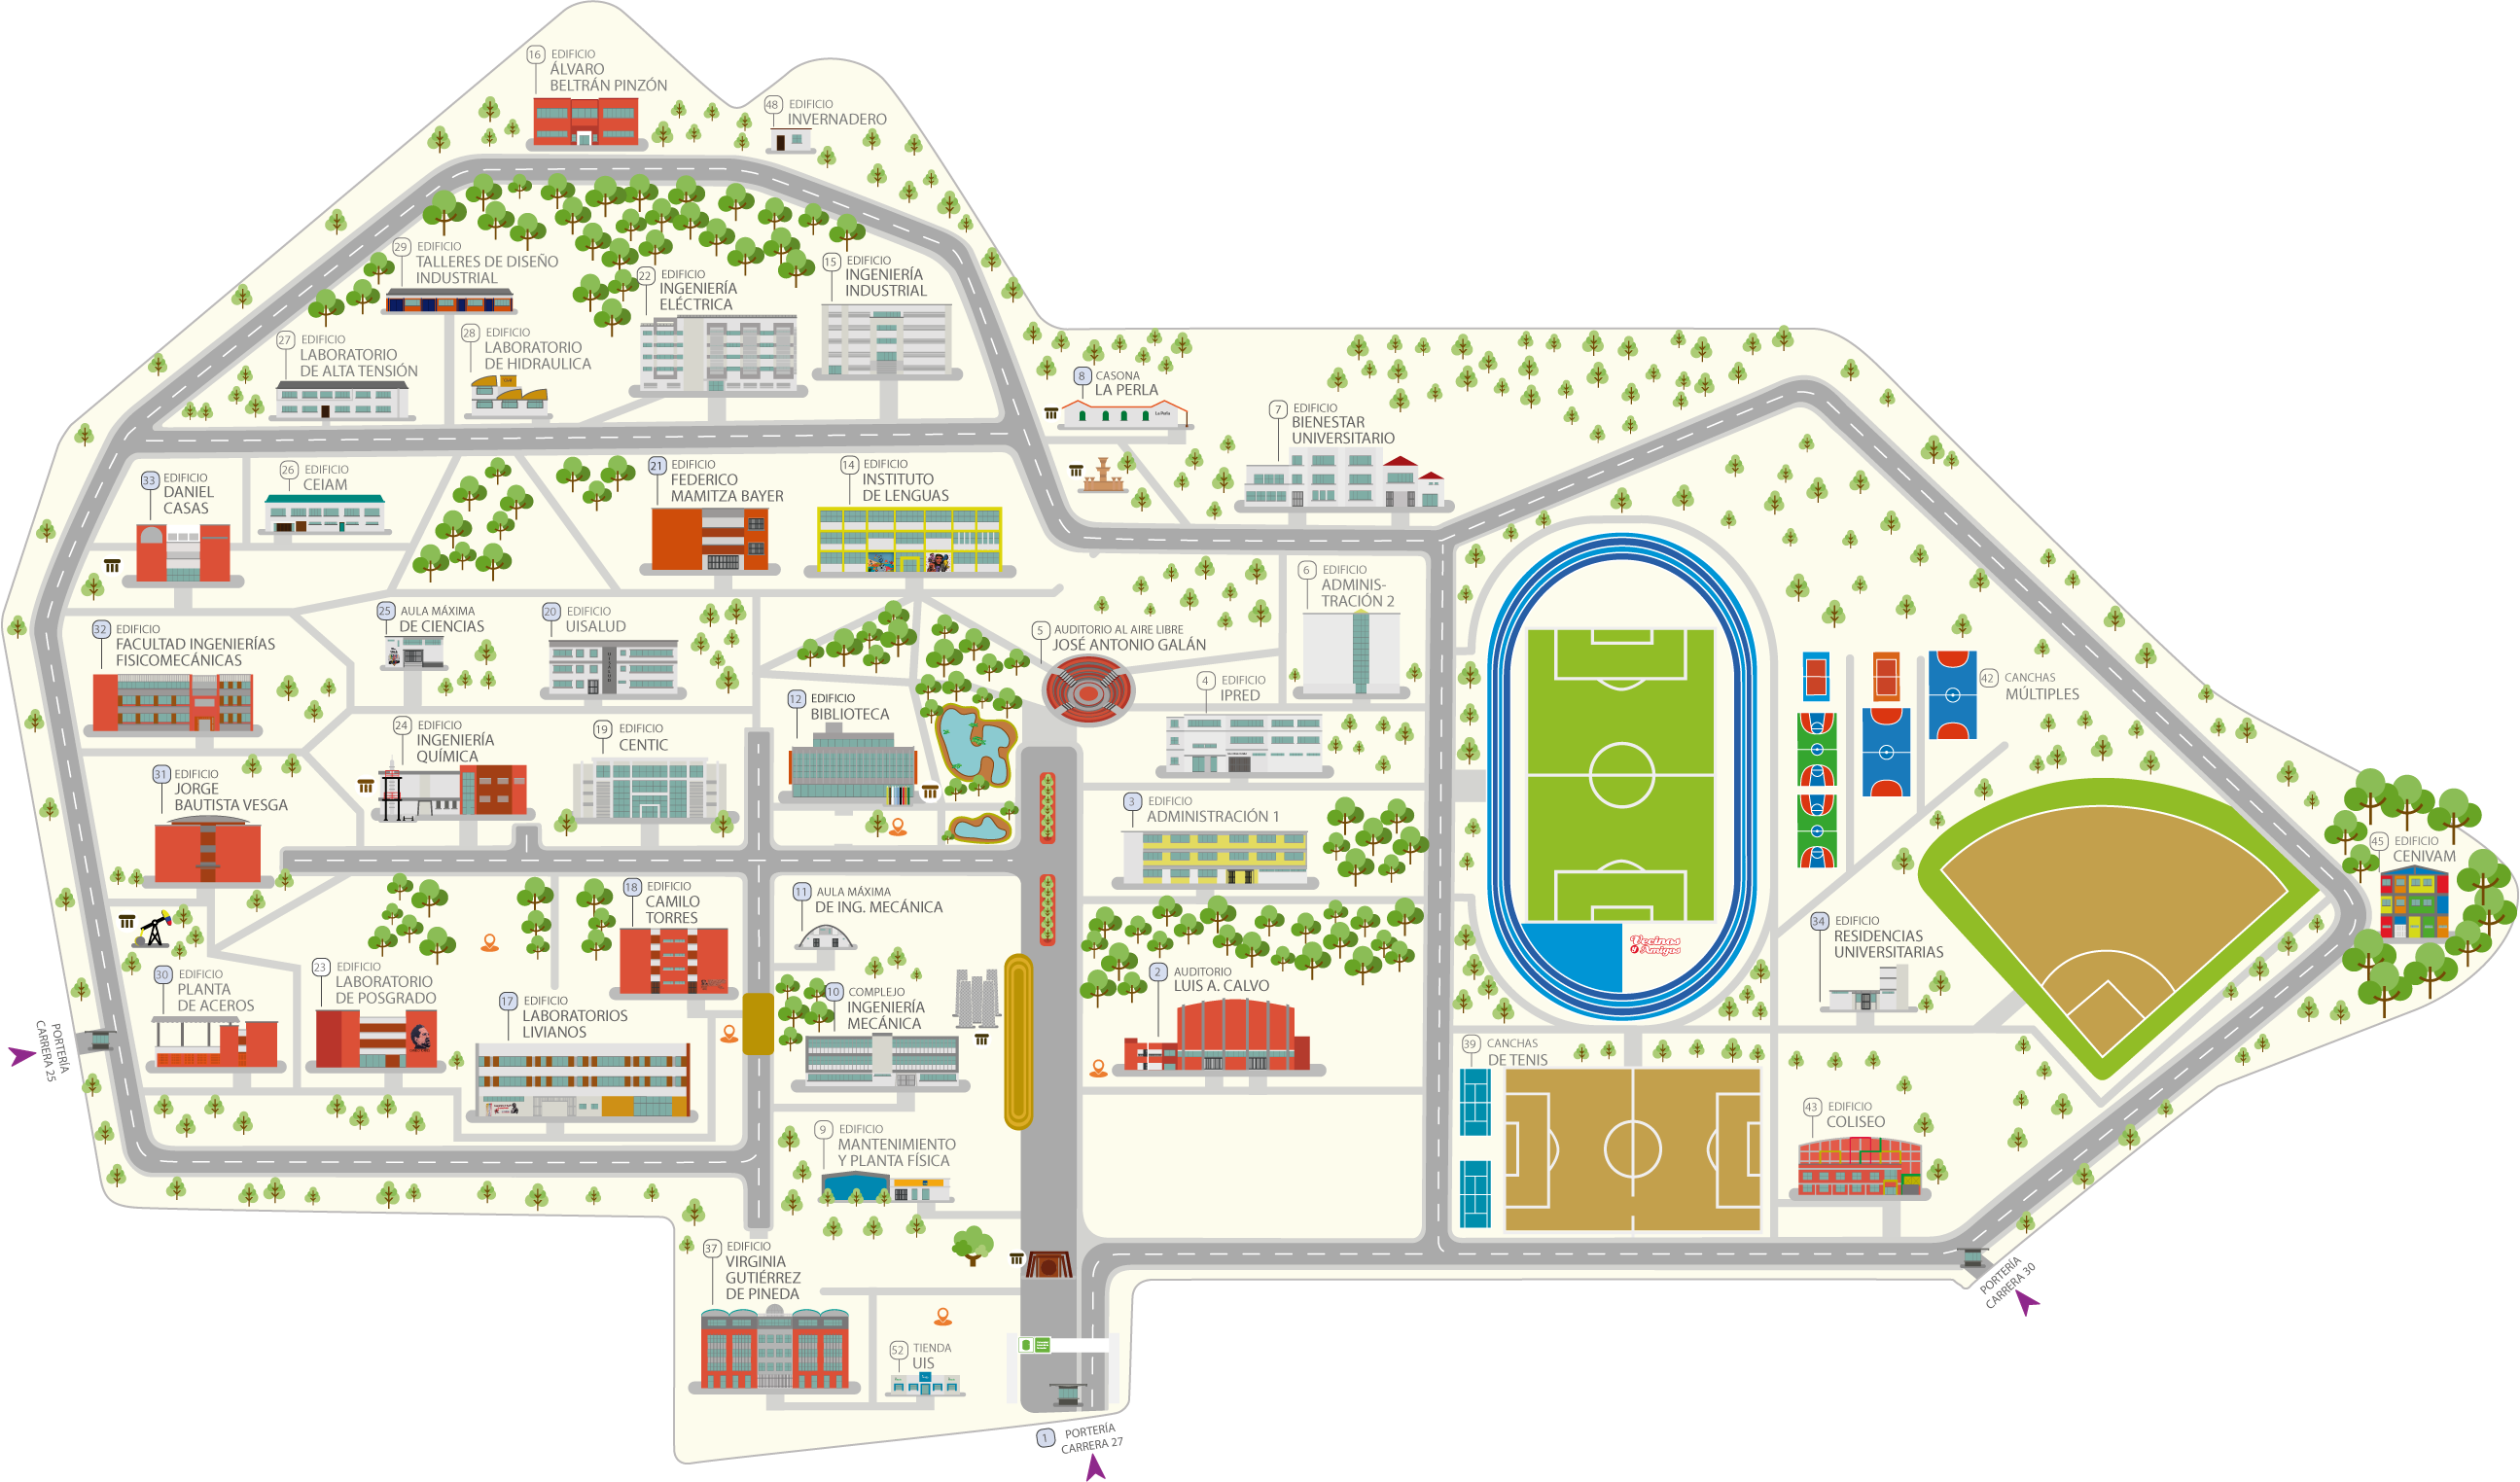 16 EDIFICIO
ÁLVARO
BELTRÁN PINZÓN
48 EDIFICIO
INVERNADERO
29 EDIFICIO
TALLERES DE DISEÑO
INDUSTRIAL
22 EDIFICIO
INGENIERÍA
ELÉCTRICA
15 EDIFICIO
INGENIERÍA
INDUSTRIAL
27 EDIFICIO
LABORATORIO
DE ALTA TENSIÓN
28 EDIFICIO
LABORATORIO
DE HIDRAULICA
8 CASONA
LA PERLA
La Perla
7 EDIFICIO
BIENESTAR
UNIVERSITARIO
33 EDIFICIO
DANIEL
CASAS
26 EDIFICIO
CEIAM
21 EDIFICIO
FEDERICO
MAMITZA BAYER
14 EDIFICIO
INSTITUTO
DE LENGUAS
6 EDIFICIO
ADMINIS-
TRACIÓN 2
32 EDIFICIO
FACULTAD INGENIERÍAS
FISICOMECÁNICAS
25 AULA MÁXIMA
DE CIENCIAS
20 EDIFICIO
UISALUD
UISALUD
5 AUDITORIO AL AIRE LIBRE
JOSÉ ANTONIO GALÁN
4 EDIFICIO
IPRED
42 CANCHAS
MÚLTIPLES
12 EDIFICIO
BIBLIOTECA
24 EDIFICIO
INGENIERÍA
QUÍMICA
19 EDIFICIO
CENTIC
31 EDIFICIO
JORGE
BAUTISTA VESGA
3 EDIFICIO
ADMINISTRACIÓN 1
45 EDIFICIO
CENIVAM
18 EDIFICIO
CAMILO
TORRES
11 AULA MÁXIMA
DE ING. MECÁNICA
34 EDIFICIO
RESIDENCIAS
UNIVERSITARIAS
Vecinos
y Amigos
30 EDIFICIO
PLANTA
DE ACEROS
23 EDIFICIO
LABORATORIO
DE POSGRADO
17 EDIFICIO
LABORATORIOS
LIVIANOS
10 COMPLEJO
INGENIERÍA
MECÁNICA
2 AUDITORIO
LUIS A. CALVO
PORTERÍA
CARRERA 25
39 CANCHAS
DE TENIS
43 EDIFICIO
COLISEO
9 EDIFICIO
MANTENIMIENTO
Y PLANTA FÍSICA
37 EDIFICIO
VIRGINIA
GUTIÉRREZ
DE PINEDA
PORTERÍA
CARRERA 30
52 TIENDA
UIS
1 PORTERÍA
CARRERA 27